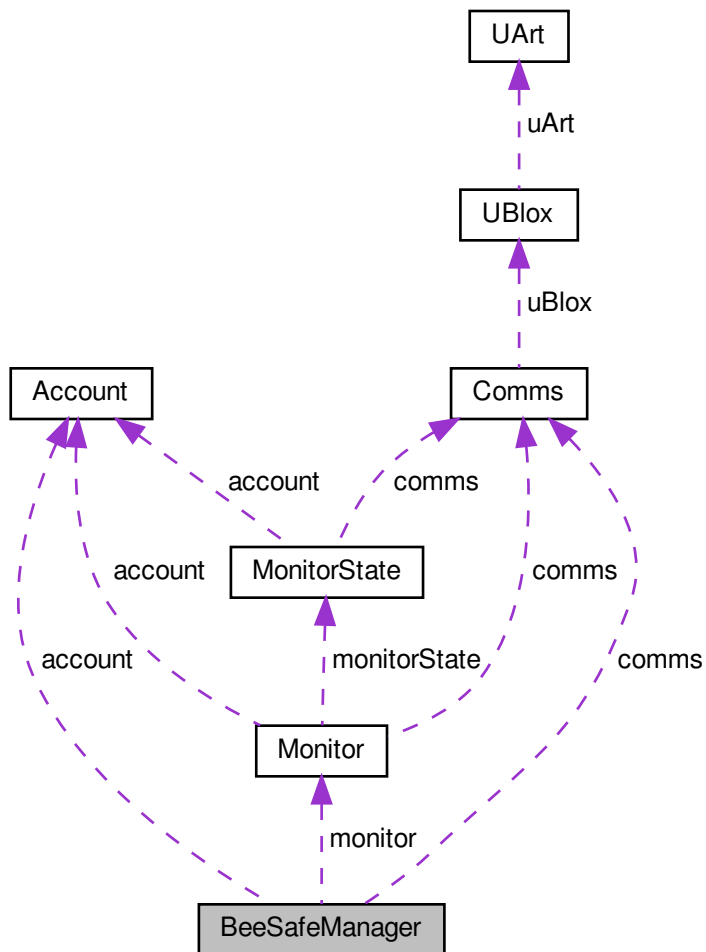 UArt
uArt
UBlox
uBlox
Account
Comms
account
comms
MonitorState
account
comms
account
monitorState
comms
Monitor
monitor
BeeSafeManager